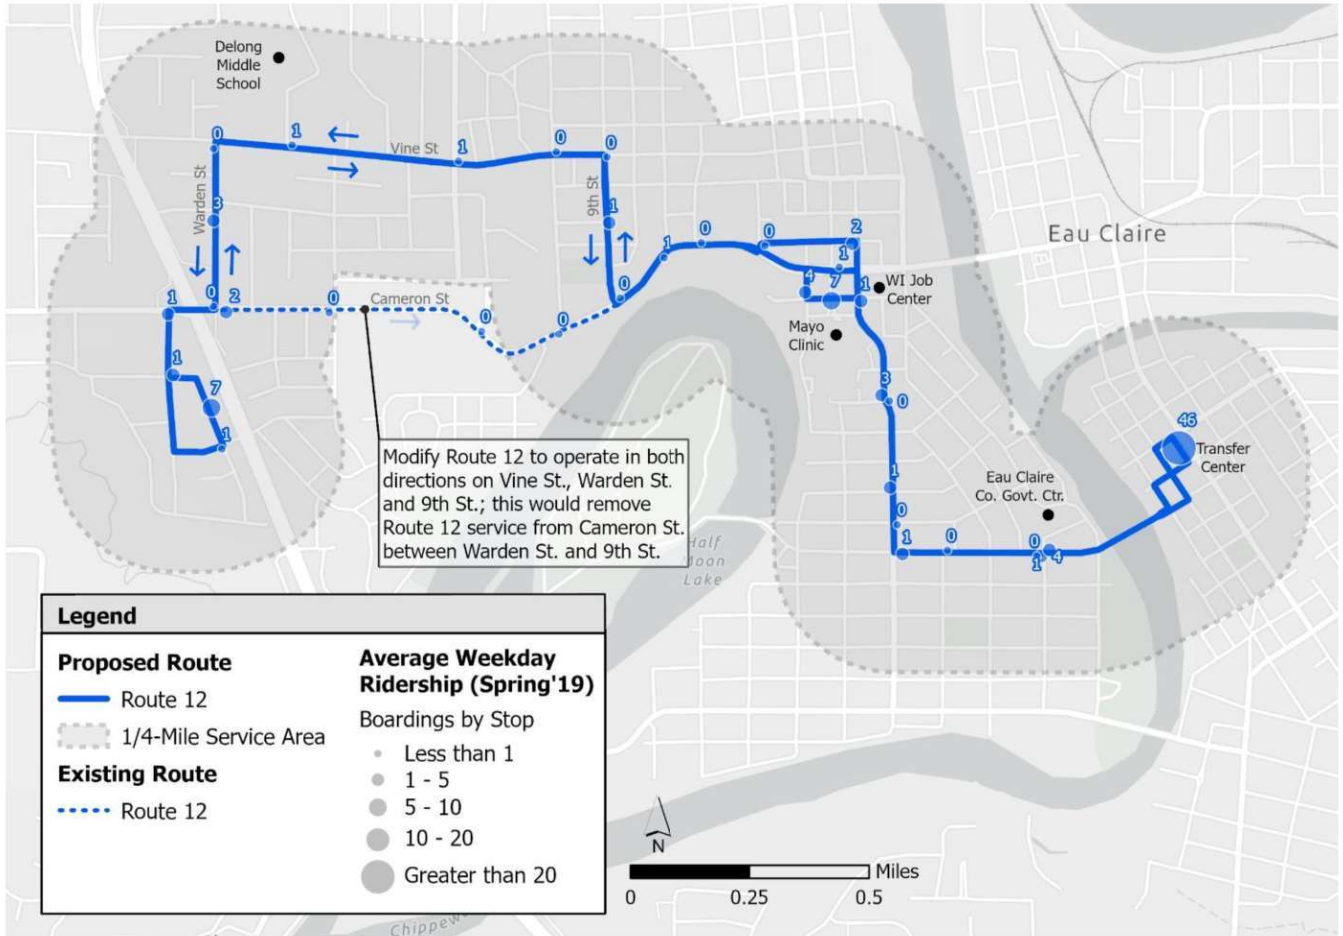 Delong
Middle
School
0
1
Vine St
1
0
0
Warden St
3
9th St
1
2
0
0
1
1
Eau Claire
4
7
1
WI Job
Center
1
0
2
0
Cameron St
0
0
0
Mayo
Clinic
1
7
1
3
0
46
Transfer
Center
Modify Route 12 to operate in both
directions on Vine St., Warden St.
and 9th St.; this would remove
Route 12 service from Cameron St.
between Warden St. and 9th St.
1
Eau Claire
Co. Govt. Ctr.
0
1
0
0
1
4
Half
Moon
Lake
Legend
Proposed Route
Route 12
1/4-Mile Service Area
Existing Route
Route 12
Average Weekday
Ridership (Spring'19)
Boardings by Stop
Less than 1
1 - 5
5 - 10
10 - 20
Greater than 20
N
Miles
0
0.25
0.5